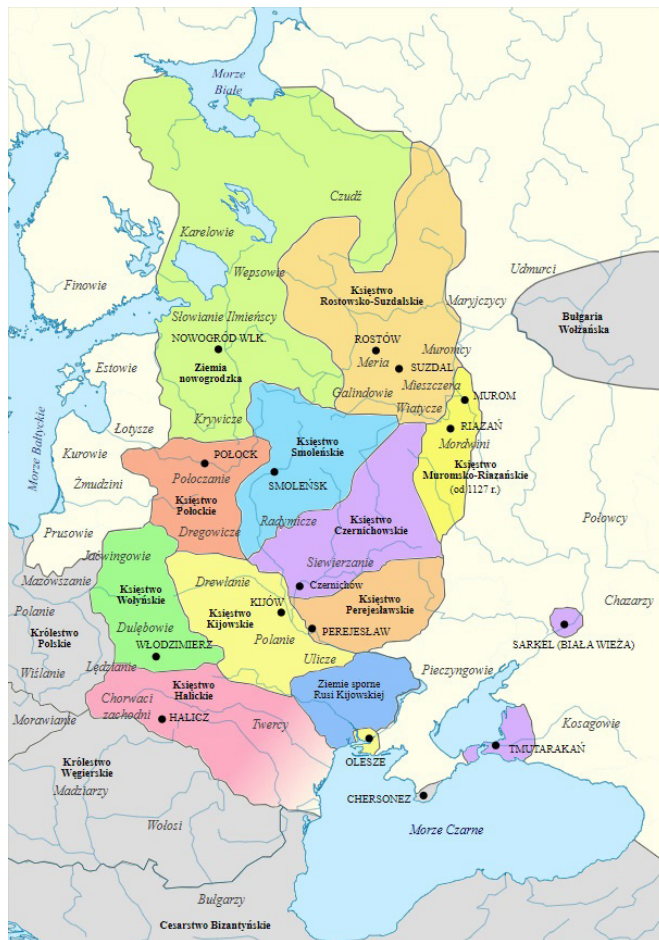 Morze
Białe
Czudź
Karelowie
Wepsowie
Finowie
Księstwo
Rostowsko-Suzdalskie
Udmurci
Maryjczycy
Bułgaria
Wołżańska
Słowianie Ilmieńscy
NOWOGRÓD WLK.
Ziemia
nowogrodzka
ROSTÓW
Meria
SUZDAL
Muromcy
Mieszczera
Estowie
Galindowie
Wiatycze
MUROM
RIAZAŃ
Mordwini
Księstwo
Muromsko-Riazańskie
(od 1127 r.)
Krywicze
Łotysze
Morze Bałtyckie
Kurowie
Żmudzini
POŁOCK
Połoczanie
Księstwo
Połockie
Dregowicze
Księstwo
Smoleńskie
SMOLEŃSK
Radymicze
Księstwo
Czernichowskie
Siewierzanie
Połowcy
Prusowie
Jaćwingowie
Mazowszanie
Polanie
Królestwo
Polskie
Wiślanie
Lędzianie
Księstwo
Wołyńskie
Dulębowie
WŁODZIMIERZ
Drewlanie
KIJÓW
Księstwo
Kijowskie
Polanie
Ulicze
Czernichów
Księstwo
Perejesławskie
PEREJESŁAW
Chazarzy
SARKEL (BIAŁA WIEŻA)
Morawianie
Chorwaci
zachodni
Księstwo
Halickie
HALICZ
Twercy
Ziemie sporne
Rusi Kijowskiej
Pieczyngowie
Kosagowie
OLESZE
TMUTARAKAŃ
CHERSONEZ
Królestwo
Węgierskie
Madziarzy
Wołosi
Morze Czarne
Bułgarzy
Cesarstwo Bizantyńskie